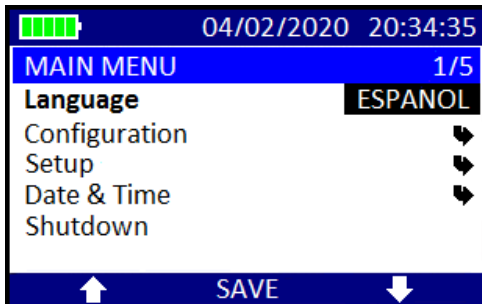 04/02/2020 20:34:35
MAIN MENU 1/5
Language ESPANOL
Configuration
Setup
Date & Time
Shutdown
SAVE